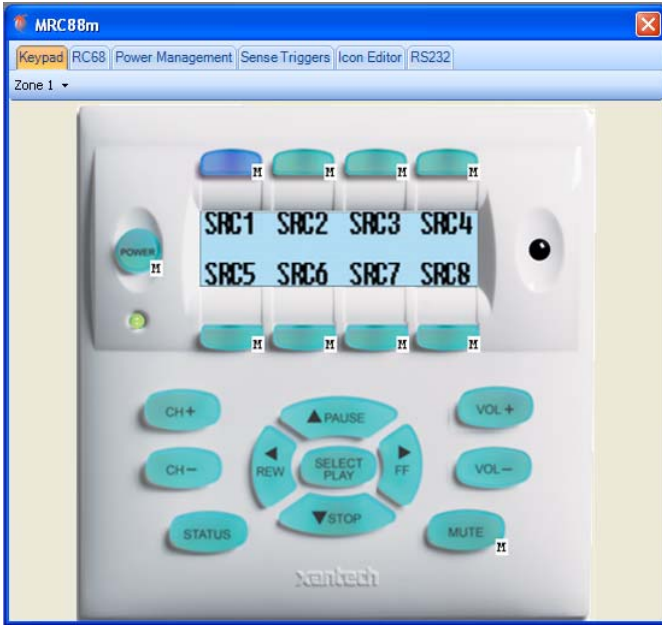 MRC88m
Keypad RC68 Power Management Sense Triggers Icon Editor RS232
Zone 1
M M M M
SRC1 SRC2 SRC3 SRC4
POWER
M
SRC5 SRC6 SRC7 SRC8
M M M M
CH+ PAUSE VOL+
CH- REW SELECT PLAY FF VOL-
STATUS STOP MUTE
M
xantech